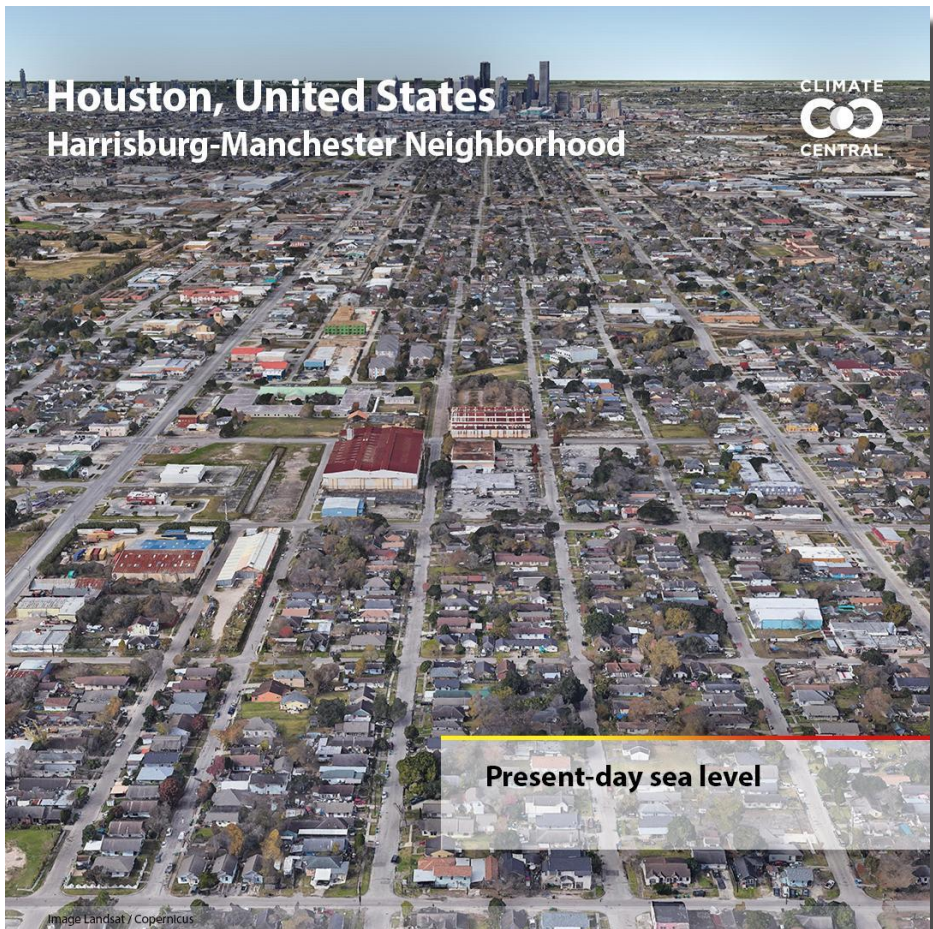 Houston, United States
Harrisburg-Manchester Neighborhood
CLIMATE
CENTRAL
Present-day sea level
Image Landsat / Copernicus